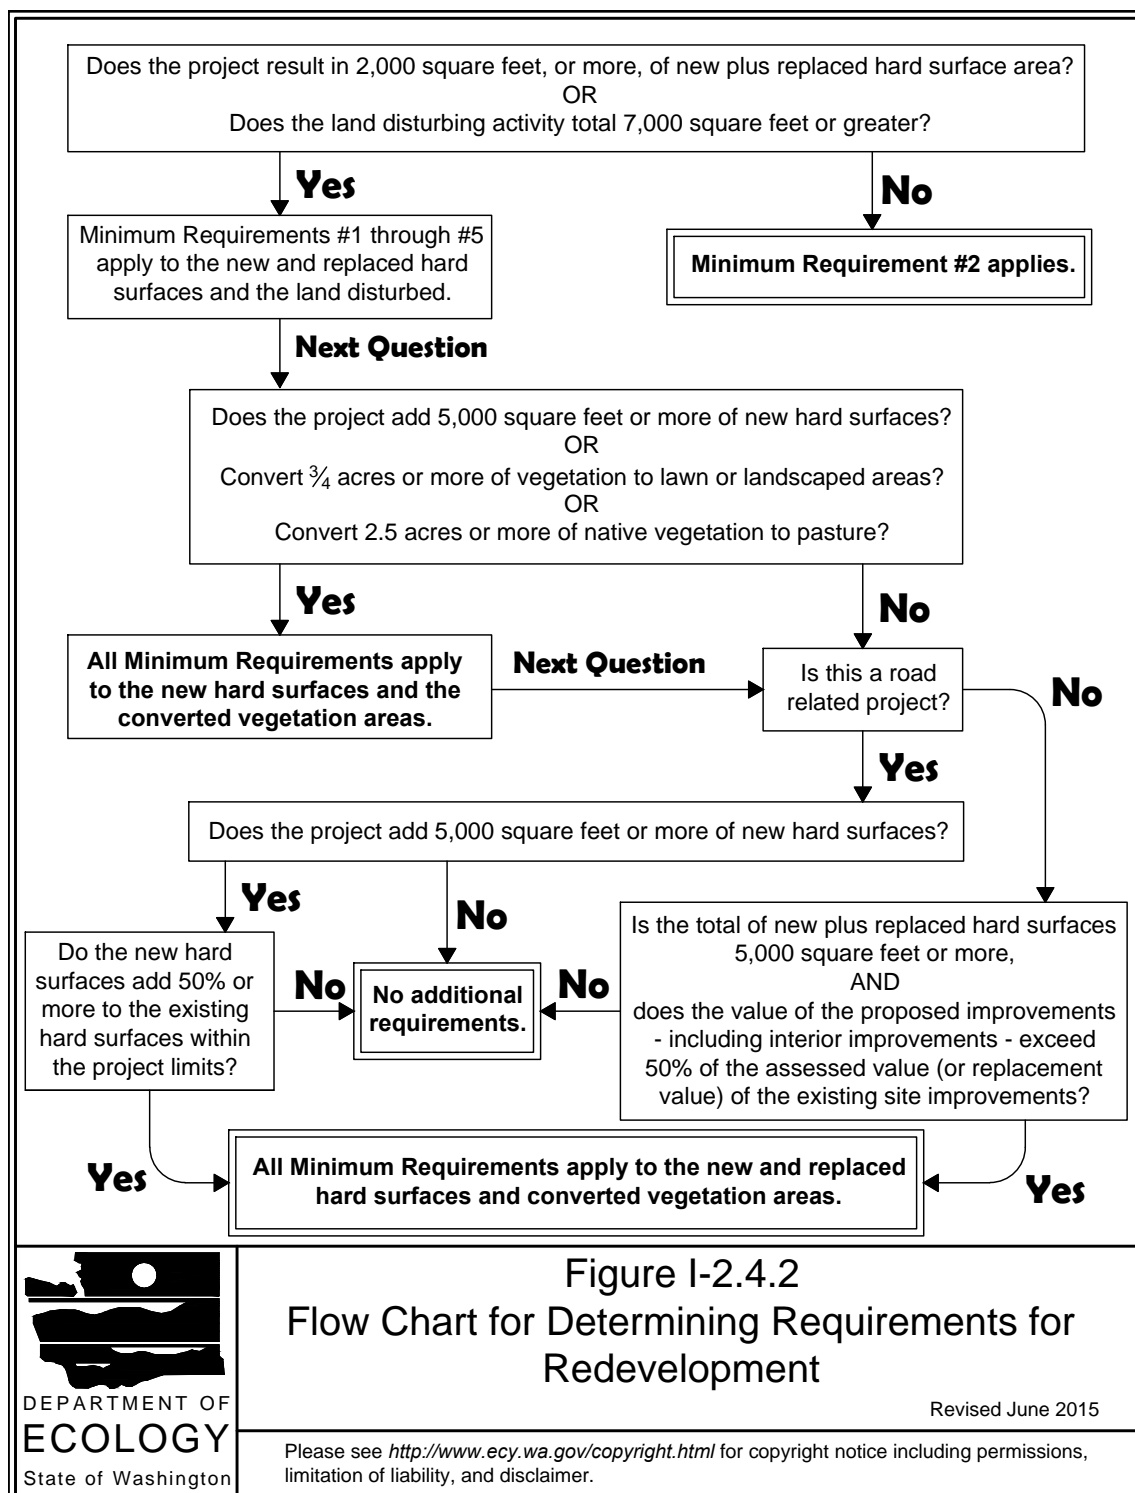 Does the project result in 2,000 square feet, or more, of new plus replaced hard surface area?
OR
Does the land disturbing activity total 7,000 square feet or greater?
Yes
No
Minimum Requirements #1 through #5
apply to the new and replaced hard
surfaces and the land disturbed.
Minimum Requirement #2 applies.
Next Question
Does the project add 5,000 square feet or more of new hard surfaces?
OR
Convert ¾ acres or more of vegetation to lawn or landscaped areas?
OR
Convert 2.5 acres or more of native vegetation to pasture?
Yes
No
All Minimum Requirements apply
to the new hard surfaces and the
converted vegetation areas.
Next Question
Is this a road
related project?
No
Yes
Does the project add 5,000 square feet or more of new hard surfaces?
Yes
No
Do the new hard
surfaces add 50% or
more to the existing
hard surfaces within
the project limits?
No
No additional
requirements.
No
Is the total of new plus replaced hard surfaces
5,000 square feet or more,
AND
does the value of the proposed improvements
- including interior improvements - exceed
50% of the assessed value (or replacement
value) of the existing site improvements?
Yes
All Minimum Requirements apply to the new and replaced
hard surfaces and converted vegetation areas.
Yes
DEPARTMENT OF
ECOLOGY
State of Washington
Figure I-2.4.2
Flow Chart for Determining Requirements for
Redevelopment
Revised June 2015
Please see http://www.ecy.wa.gov/copyright.html for copyright notice including permissions,
limitation of liability, and disclaimer.